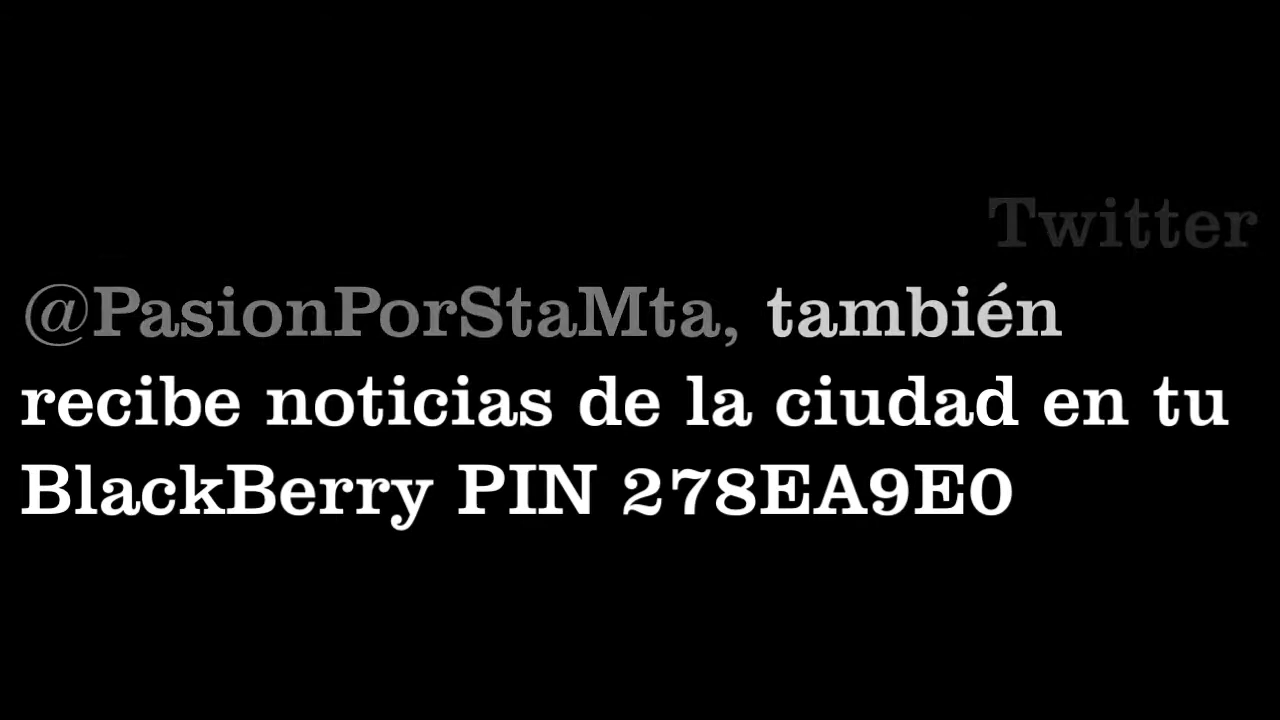 Twitter
@PasionPorStaMta, también
recibe noticias de la ciudad en tu
BlackBerry PIN 278EA9E0